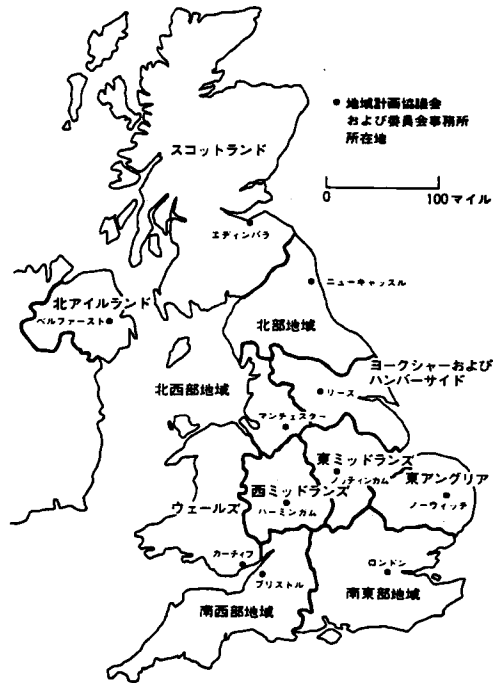 ● 地域計画協議会
および委員会事務所
所在地
0 100マイル
スコットランド
エディンバラ
ニューキャッスル
北アイルランド
ベルファースト
北部地域
ヨークシャーおよび
ハンバーサイド
北西部地域
リース
マンチェスター
東ミッドランズ
ノッティンガム
東アングリア
ノーウィッチ
西ミッドランズ
バーミンガム
ウェールズ
カーディフ
ブリストル
ロンドン
南西部地域
南東部地域